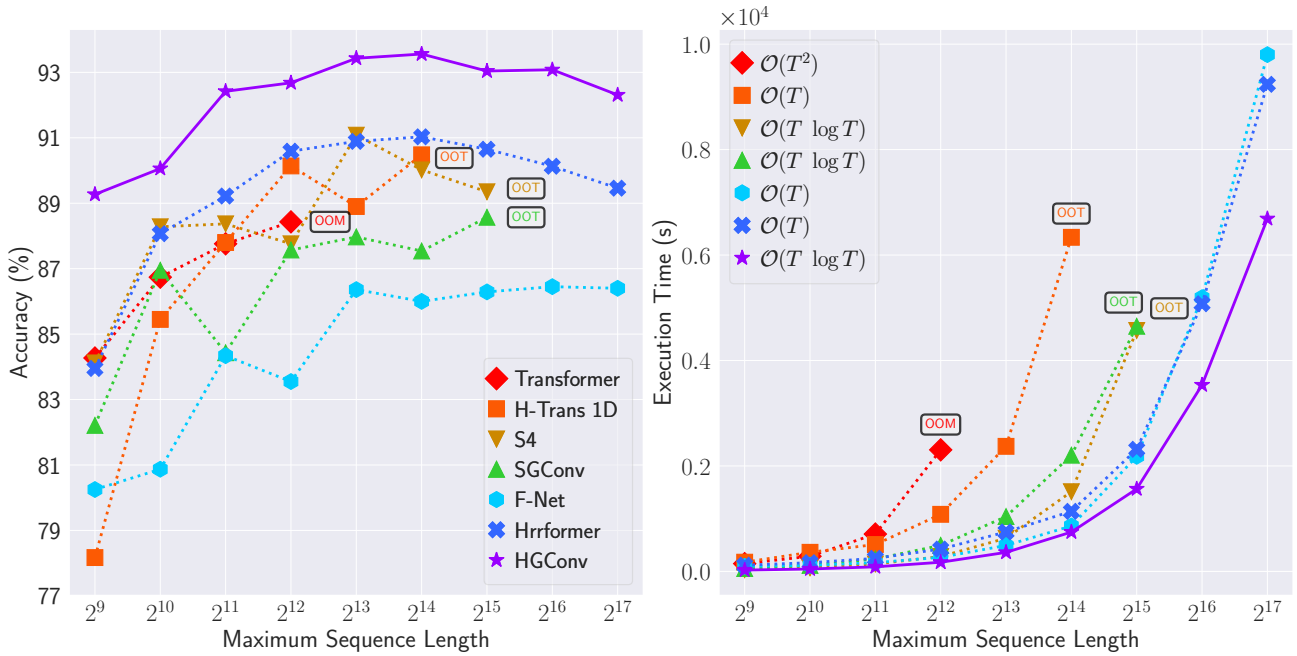 93
91
89
87
85
83
81
79
77
Accuracy (%)
OOT
OOT
OOM
OOT
Transformer
H-Trans 1D
S4
SGConv
F-Net
Hrrformer
HGConv
2^9 2^10 2^11 2^12 2^13 2^14 2^15 2^16 2^17
Maximum Sequence Length
×10^4
1.0
0.8
0.6
0.4
0.2
0.0
Execution Time (s)
O(T^2)
O(T)
O(T log T)
O(T log T)
O(T)
O(T)
O(T log T)
OOT
OOT
OOT
OOM
2^9 2^10 2^11 2^12 2^13 2^14 2^15 2^16 2^17
Maximum Sequence Length